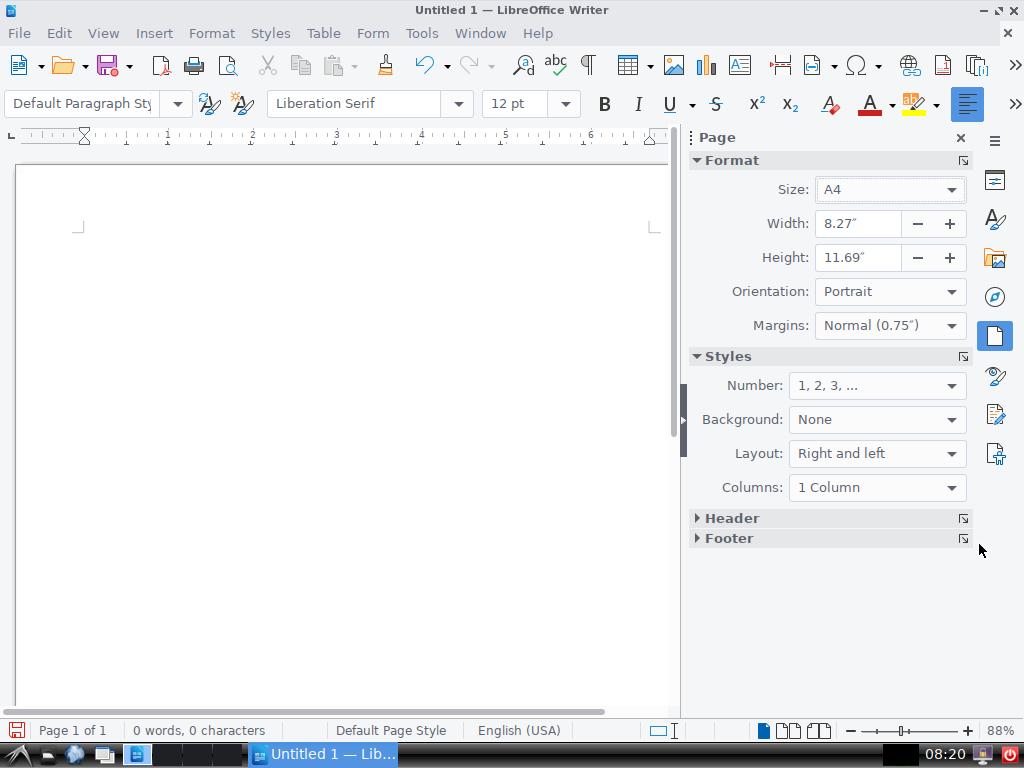 Untitled 1 — LibreOffice Writer
File Edit View Insert Format Styles Table Form Tools Window Help
Default Paragraph Sty Liberation Serif 12 pt
1 2 3 4 5 6
Page
Format
Size: A4
Width: 8.27″
Height: 11.69″
Orientation: Portrait
Margins: Normal (0.75″)
Styles
Number: 1, 2, 3, ...
Background: None
Layout: Right and left
Columns: 1 Column
Header
Footer
Page 1 of 1 0 words, 0 characters Default Page Style English (USA) 88%
Untitled 1 — Lib... 08:20